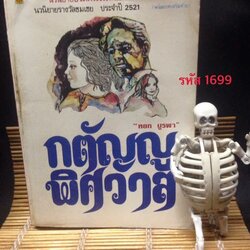 นวนิยายรางวัลชมเชย ประจำปี 2521
รหัส 1699
"หยก บูรพา"
กตัญญู
พิศวาส